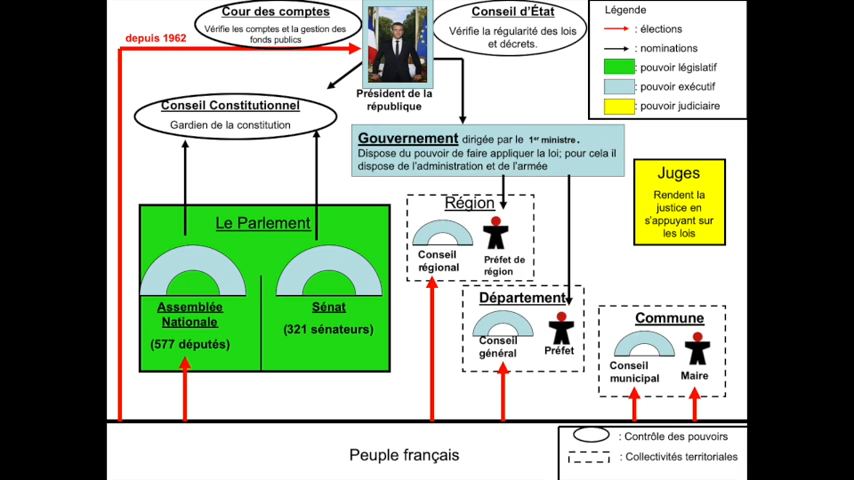 Cour des comptes
Vérifie les comptes et la gestion des
fonds publics
Conseil d'État
Vérifie la régularité des lois
et décrets.
Légende
: élections
: nominations
: pouvoir législatif
: pouvoir exécutif
: pouvoir judiciaire
depuis 1962
Président de la
république
Conseil Constitutionnel
Gardien de la constitution
Gouvernement dirigée par le 1er ministre.
Dispose du pouvoir de faire appliquer la loi; pour cela il
dispose de l'administration et de l'armée
Juges
Rendent la
justice en
s'appuyant sur
les lois
Le Parlement
Assemblée
Nationale
(577 députés)
Sénat
(321 sénateurs)
Région
Conseil
régional
Préfet de
région
Département
Conseil
général
Préfet
Commune
Conseil
municipal
Maire
Peuple français
: Contrôle des pouvoirs
: Collectivités territoriales